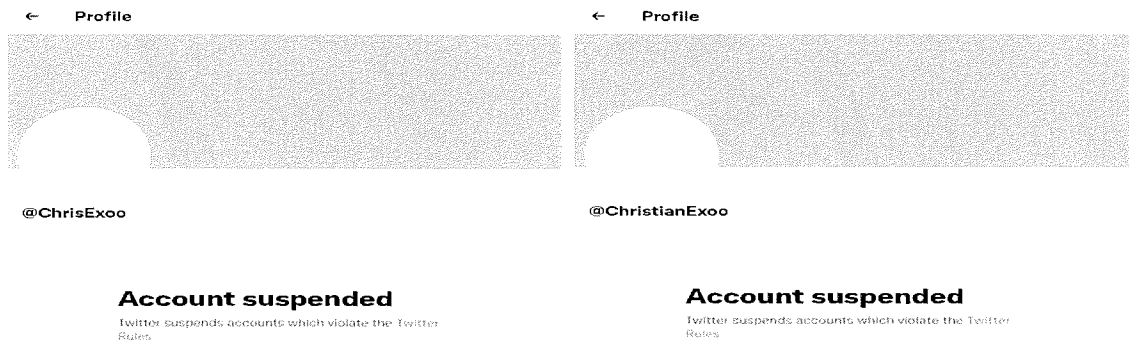 ← Profile
@ChrisExoo
Account suspended
Twitter suspends accounts which violate the Twitter
Rules
← Profile
@ChristianExoo
Account suspended
Twitter suspends accounts which violate the Twitter
Rules